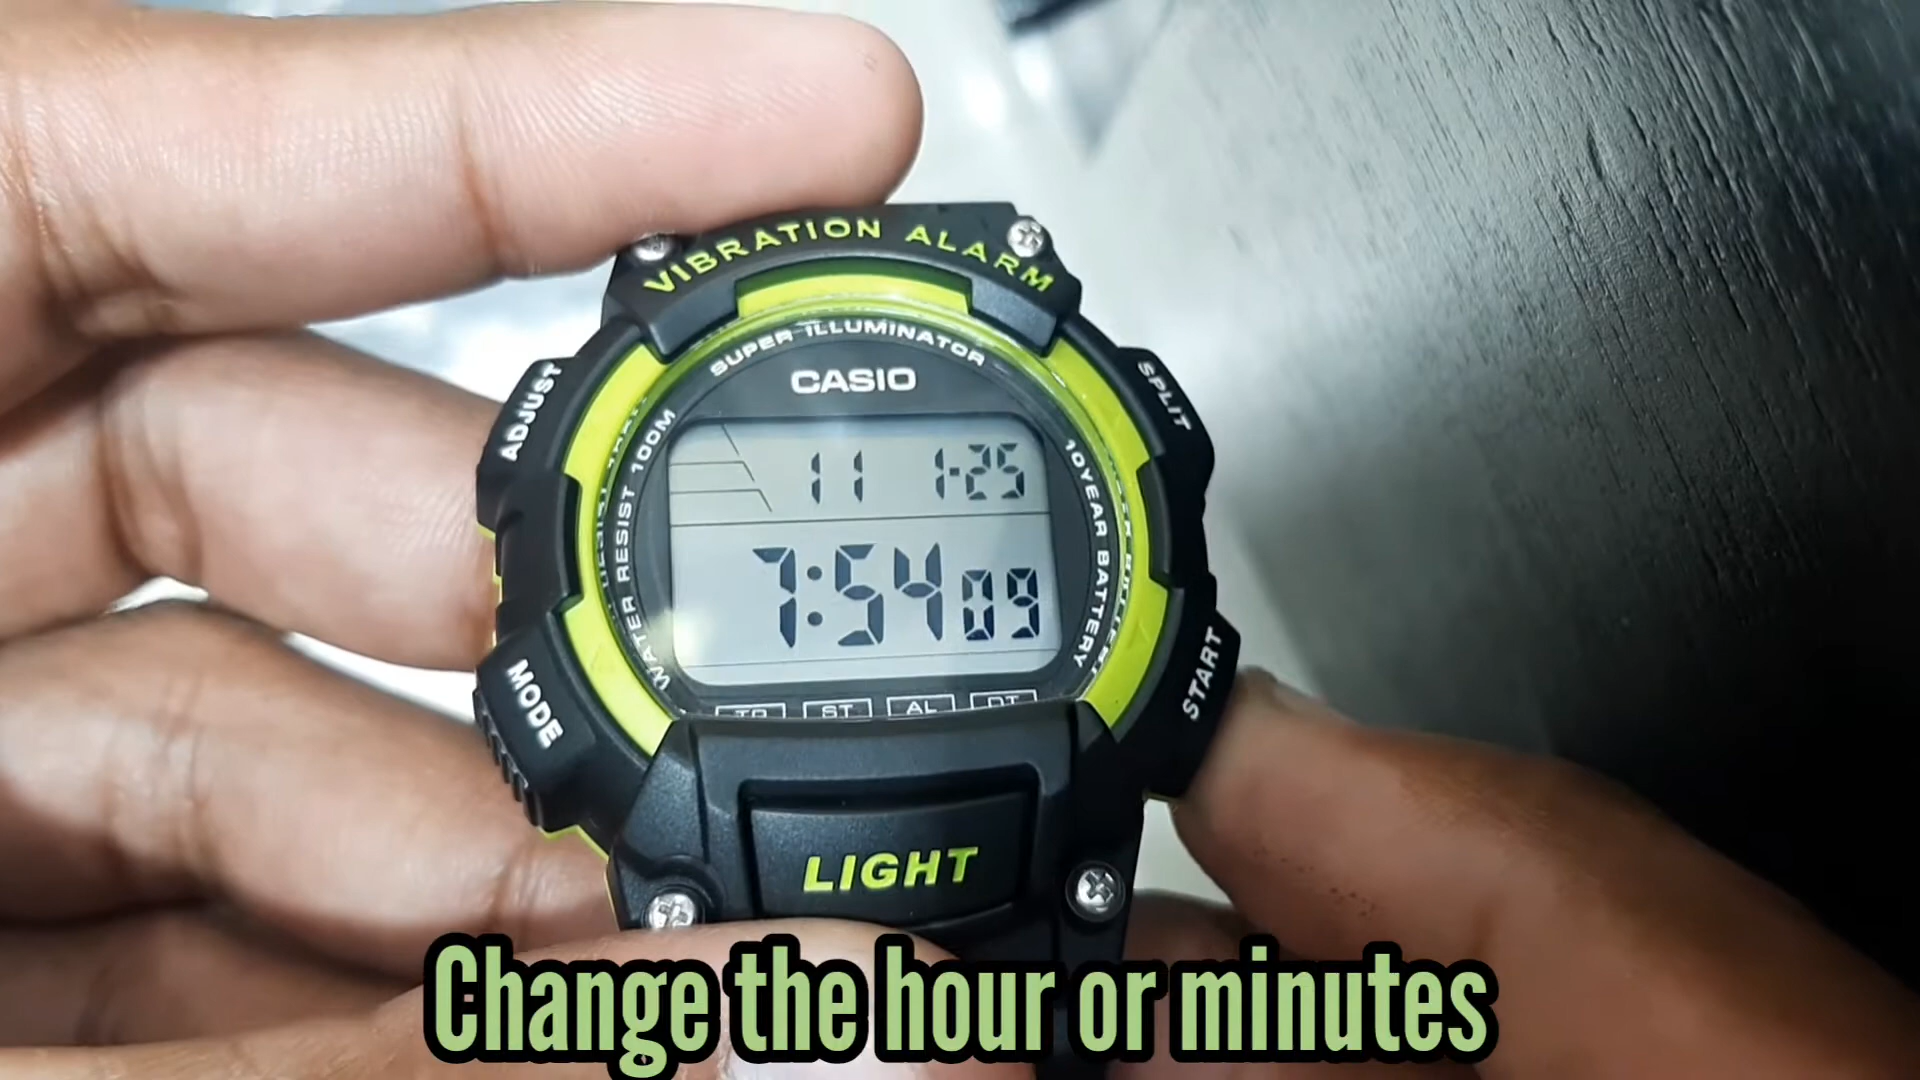 VIBRATION ALARM
SUPER ILLUMINATOR
CASIO
ADJUST
SPLIT
WATER RESIST 100M
10YEAR BATTERY
11 1-25
7:54 09
MODE
START
ST AL
LIGHT
Change the hour or minutes